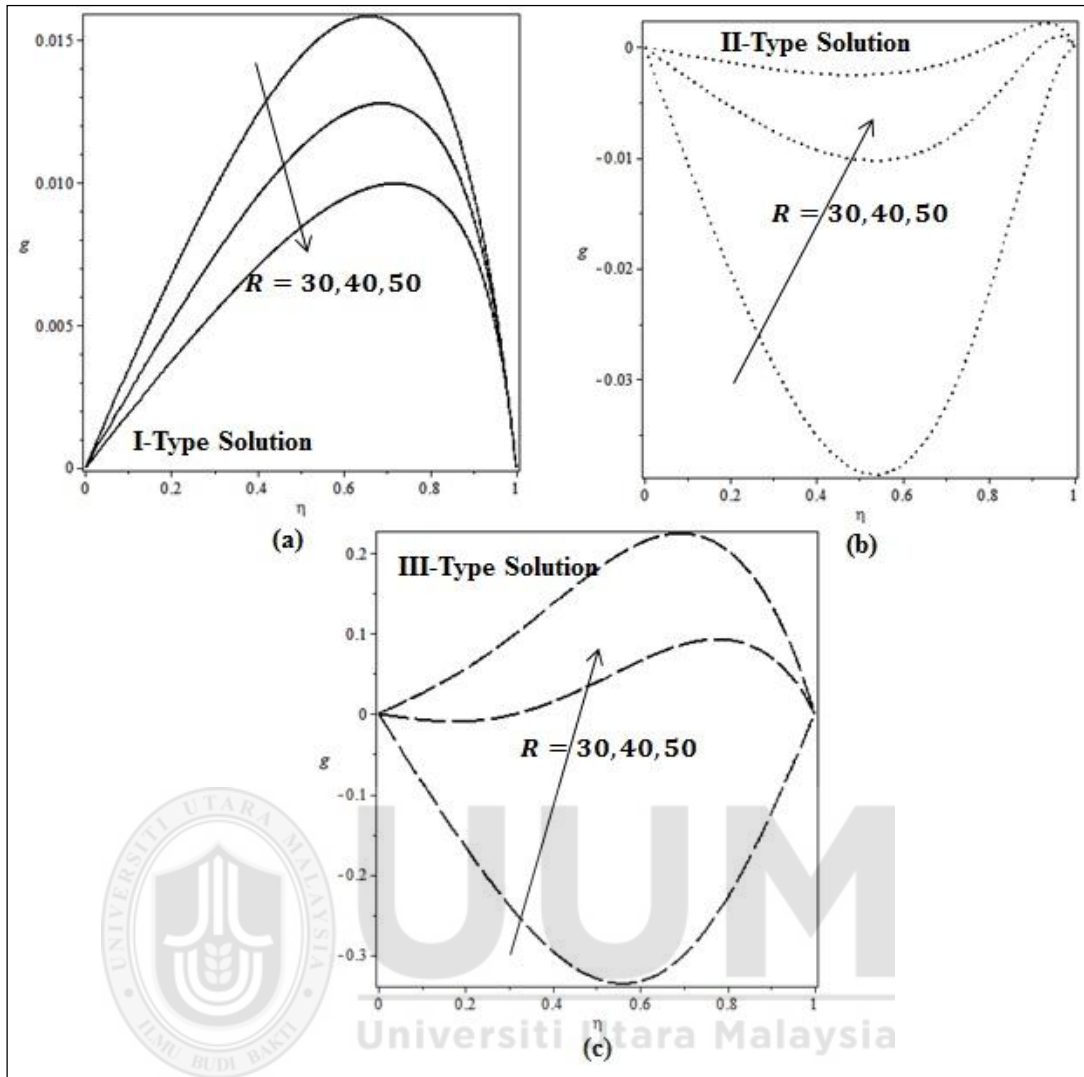 0.015
0.010
0.005
0
g
R = 30, 40, 50
I-Type Solution
0
0.2
0.4
0.6
0.8
1
η
(a)
II-Type Solution
0
-0.01
-0.02
-0.03
g
R = 30, 40, 50
0
0.2
0.4
0.6
0.8
1
η
(b)
III-Type Solution
0.2
0.1
0
-0.1
-0.2
-0.3
g
R = 30, 40, 50
0
0.2
0.4
0.6
0.8
1
η
(c)
UNIVERSITI UTARA MALAYSIA
ILMU BUDI BAKTI
UUM
Universiti Utara Malaysia